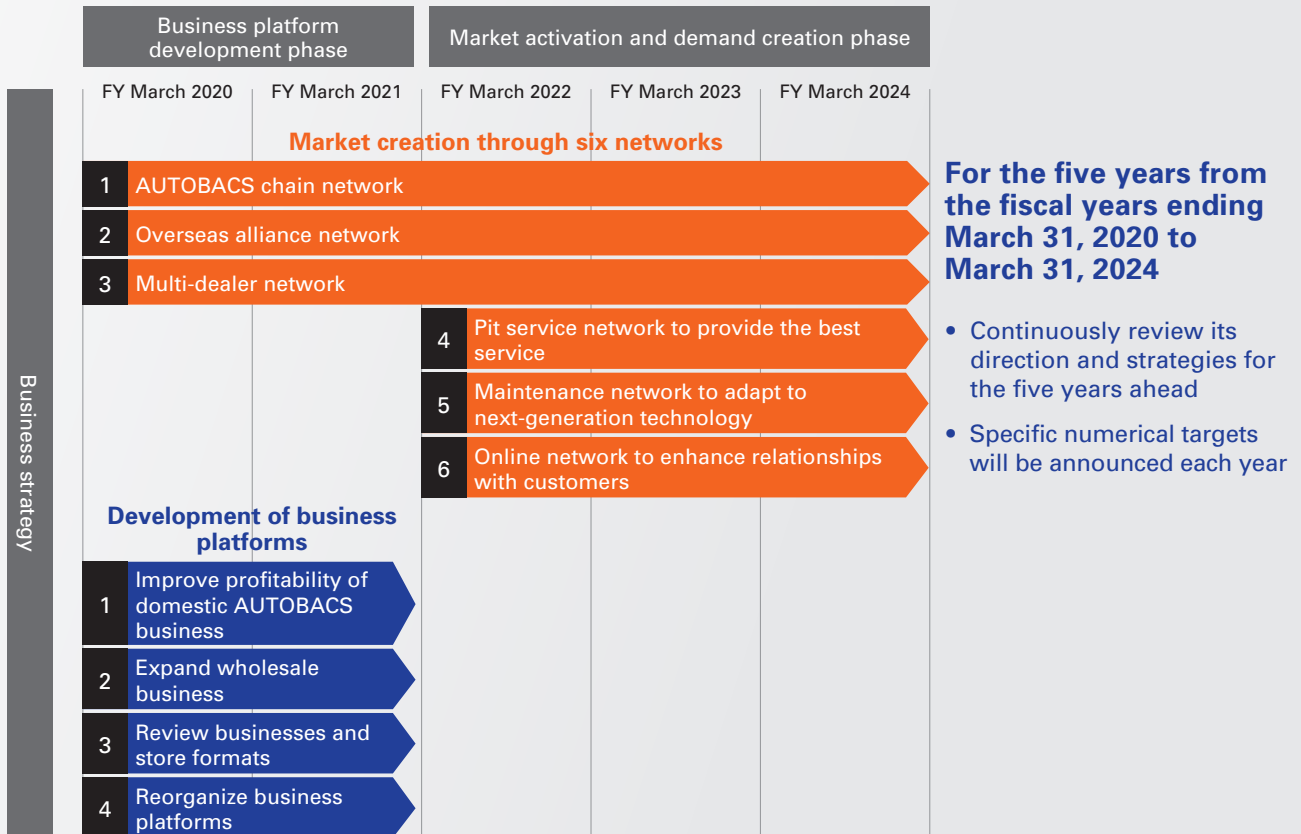 Business platform
development phase
Market activation and demand creation phase
FY March 2020
FY March 2021
FY March 2022
FY March 2023
FY March 2024
Business strategy
Market creation through six networks
1 AUTOBACS chain network
2 Overseas alliance network
3 Multi-dealer network
4 Pit service network to provide the best
service
5 Maintenance network to adapt to
next-generation technology
6 Online network to enhance relationships
with customers
Development of business
platforms
1 Improve profitability of
domestic AUTOBACS
business
2 Expand wholesale
business
3 Review businesses and
store formats
4 Reorganize business
platforms
For the five years from
the fiscal years ending
March 31, 2020 to
March 31, 2024
• Continuously review its
direction and strategies for
the five years ahead
• Specific numerical targets
will be announced each year